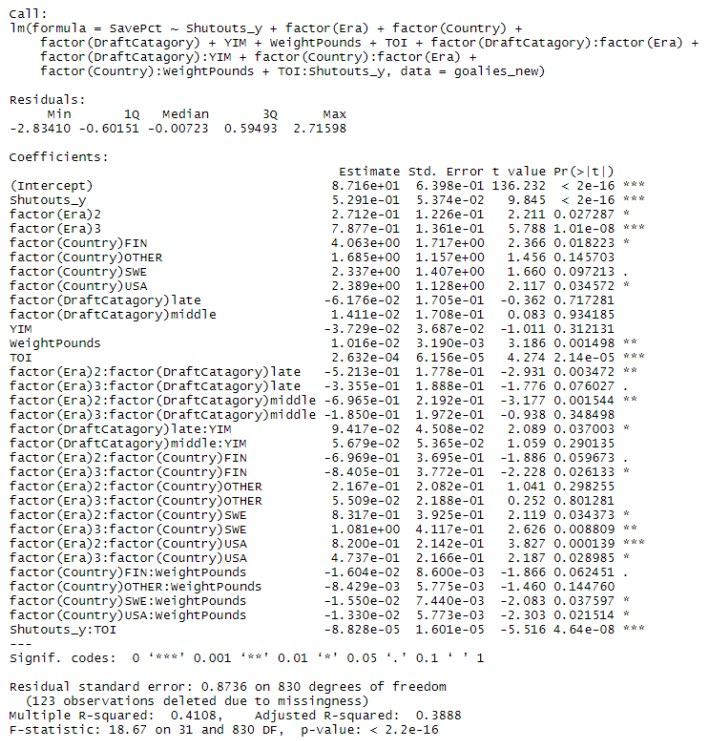 Call:
lm(formula = SavePct ~ Shutouts_y + factor(Era) + factor(Country) +
    factor(DraftCatagory) + YIM + WeightPounds + TOI + factor(DraftCatagory):factor(Era) +
    factor(DraftCatagory):YIM + factor(Country):factor(Era) +
    factor(Country):WeightPounds + TOI:Shutouts_y, data = goalies_new)

Residuals:
     Min       1Q   Median       3Q      Max
-2.83410 -0.60151 -0.00723  0.59493  2.71598

Coefficients:
                                          Estimate Std. Error t value Pr(>|t|)
(Intercept)                              8.716e+01  6.398e-01 136.232  < 2e-16 ***
Shutouts_y                               5.291e-01  5.374e-02   9.845  < 2e-16 ***
factor(Era)2                             2.712e-01  1.226e-01   2.211 0.027287 *
factor(Era)3                             7.877e-01  1.361e-01   5.788 1.01e-08 ***
factor(Country)FIN                       4.063e+00  1.717e+00   2.366 0.018223 *
factor(Country)OTHER                     1.685e+00  1.157e+00   1.456 0.145703
factor(Country)SWE                       2.337e+00  1.407e+00   1.660 0.097213 .
factor(Country)USA                       2.389e+00  1.128e+00   2.117 0.034572 *
factor(DraftCatagory)late               -6.176e-02  1.705e-01  -0.362 0.717281
factor(DraftCatagory)middle              1.411e-02  1.708e-01   0.083 0.934185
YIM                                     -3.729e-02  3.687e-02  -1.011 0.312131
WeightPounds                             1.016e-02  3.190e-03   3.186 0.001498 **
TOI                                      2.632e-04  6.156e-05   4.274 2.14e-05 ***
factor(Era)2:factor(DraftCatagory)late  -5.213e-01  1.778e-01  -2.931 0.003472 **
factor(Era)3:factor(DraftCatagory)late  -3.355e-01  1.888e-01  -1.776 0.076027 .
factor(Era)2:factor(DraftCatagory)middle -6.965e-01  2.192e-01  -3.177 0.001544 **
factor(Era)3:factor(DraftCatagory)middle -1.850e-01  1.972e-01  -0.938 0.348498
factor(DraftCatagory)late:YIM            9.417e-02  4.508e-02   2.089 0.037003 *
factor(DraftCatagory)middle:YIM          5.679e-02  5.365e-02   1.059 0.290135
factor(Era)2:factor(Country)FIN         -6.969e-01  3.695e-01  -1.886 0.059673 .
factor(Era)3:factor(Country)FIN         -8.405e-01  3.772e-01  -2.228 0.026133 *
factor(Era)2:factor(Country)OTHER        2.167e-01  2.082e-01   1.041 0.298255
factor(Era)3:factor(Country)OTHER        5.509e-02  2.188e-01   0.252 0.801281
factor(Era)2:factor(Country)SWE          8.317e-01  3.925e-01   2.119 0.034373 *
factor(Era)3:factor(Country)SWE          1.081e+00  4.117e-01   2.626 0.008809 **
factor(Era)2:factor(Country)USA          8.200e-01  2.142e-01   3.827 0.000139 ***
factor(Era)3:factor(Country)USA          4.737e-01  2.166e-01   2.187 0.028985 *
factor(Country)FIN:WeightPounds         -1.604e-02  8.600e-03  -1.866 0.062451 .
factor(Country)OTHER:WeightPounds       -8.429e-03  5.775e-03  -1.460 0.144760
factor(Country)SWE:WeightPounds         -1.550e-02  7.440e-03  -2.083 0.037597 *
factor(Country)USA:WeightPounds         -1.330e-02  5.773e-03  -2.303 0.021514 *
Shutouts_y:TOI                          -8.828e-05  1.601e-05  -5.516 4.64e-08 ***
---
Signif. codes:  0 ‘***’ 0.001 ‘**’ 0.01 ‘*’ 0.05 ‘.’ 0.1 ‘ ’ 1

Residual standard error: 0.8736 on 830 degrees of freedom
  (123 observations deleted due to missingness)
Multiple R-squared:  0.4108,    Adjusted R-squared:  0.3888
F-statistic: 18.67 on 31 and 830 DF,  p-value: < 2.2e-16